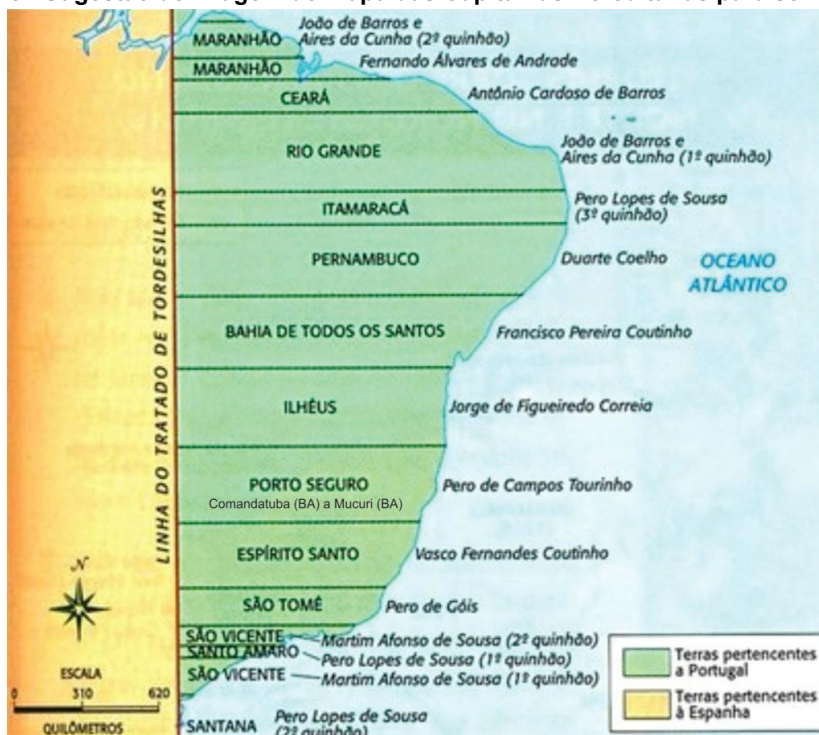 João de Barros e
Aires da Cunha (2º quinhão)
MARANHÃO
Fernando Álvares de Andrade
MARANHÃO
CEARÁ
Antônio Cardoso de Barros
João de Barros e
Aires da Cunha (1º quinhão)
RIO GRANDE
Pero Lopes de Sousa
(3º quinhão)
ITAMARACÁ
PERNAMBUCO
Duarte Coelho
OCEANO
ATLÂNTICO
LINHA DO TRATADO DE TORDESILHAS
BAHIA DE TODOS OS SANTOS
Francisco Pereira Coutinho
ILHÉUS
Jorge de Figueiredo Correia
PORTO SEGURO
Comandatuba (BA) a Mucuri (BA)
Pero de Campos Tourinho
ESPÍRITO SANTO
Vasco Fernandes Coutinho
N
SÃO TOMÉ
Pero de Góis
SÃO VICENTE
Martim Afonso de Sousa (2º quinhão)
SANTO AMARO
Pero Lopes de Sousa (1º quinhão)
SÃO VICENTE
Martim Afonso de Sousa (1º quinhão)
SANTANA
Pero Lopes de Sousa
(2º quinhão)
ESCALA
0 310 620
QUILÔMETROS
Terras pertencentes
a Portugal
Terras pertencentes
à Espanha